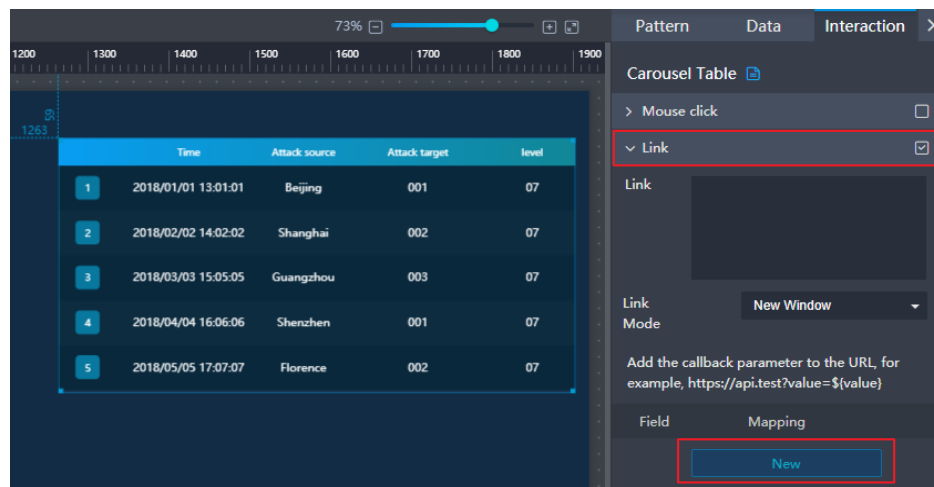 73%
Pattern Data Interaction
1200 1300 1400 1500 1600 1700 1800 1900
Carousel Table
Mouse click
59
1263
Link
Time Attack source Attack target level
1 2018/01/01 13:01:01 Beijing 001 07
Link
2 2018/02/02 14:02:02 Shanghai 002 07
3 2018/03/03 15:05:05 Guangzhou 003 07
4 2018/04/04 16:06:06 Shenzhen 001 07
5 2018/05/05 17:07:07 Florence 002 07
Link
Mode
New Window
Add the callback parameter to the URL, for
example, https://api.test?value=${value}
Field Mapping
New